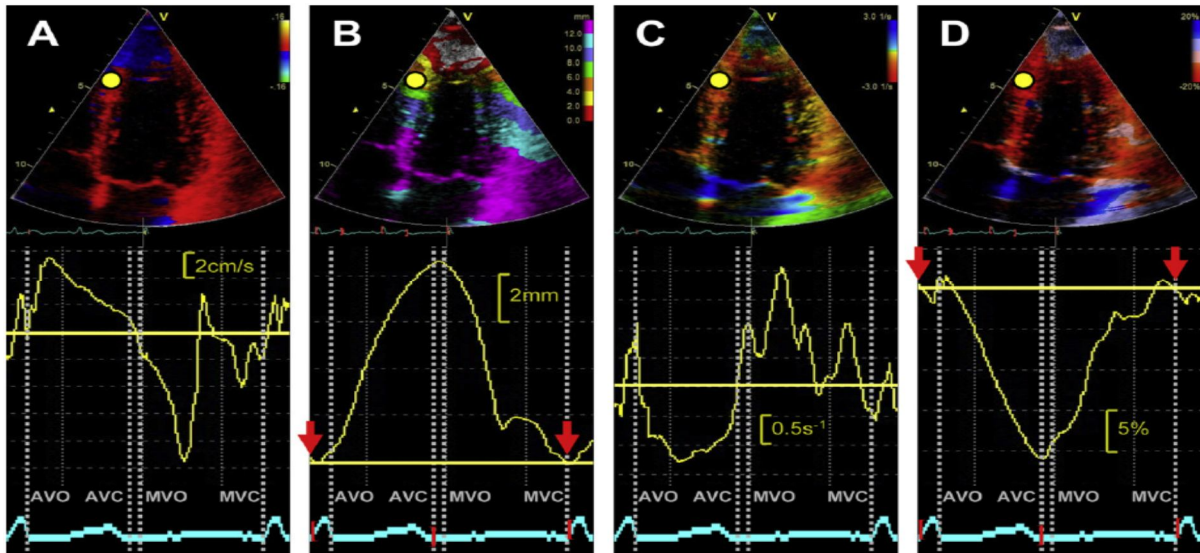 A
V
.16
-.16
5
10
2cm/s
AVO AVC MVO MVC
B
V
mm
12.0
10.0
8.0
6.0
4.0
2.0
0.0
5
10
2mm
AVO AVC MVO MVC
C
V
3.0 1/s
-3.0 1/s
5
10
0.5s⁻¹
AVO AVC MVO MVC
D
V
20%
-20%
5
10
5%
AVO AVC MVO MVC